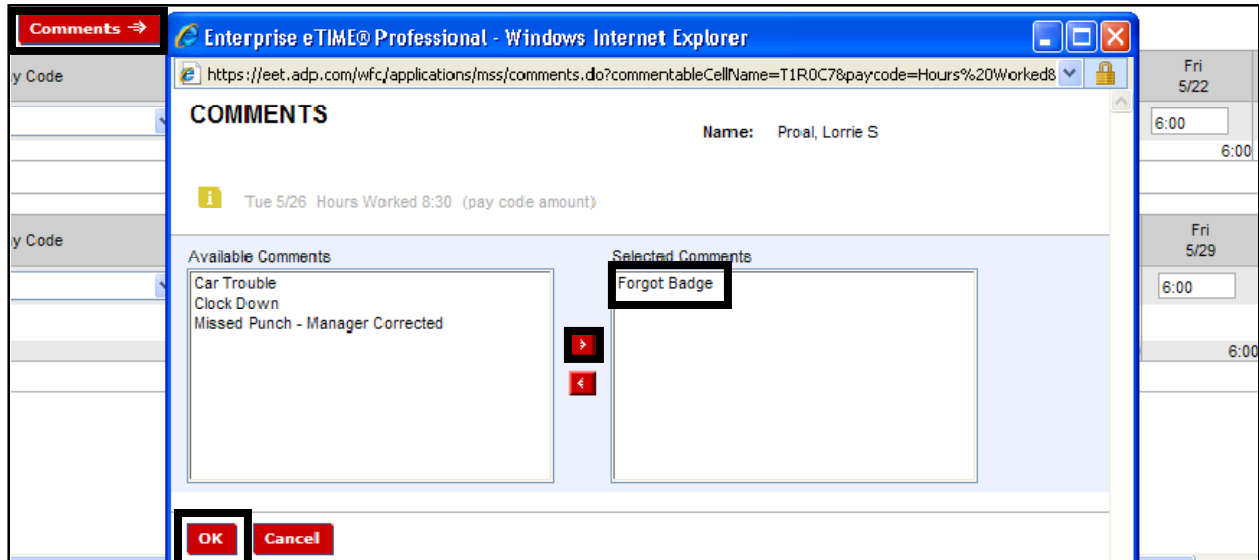 Comments
Enterprise eTIME® Professional - Windows Internet Explorer
https://eet.adp.com/wfc/applications/mss/comments.do?commentableCellName=T1R0C7&paycode=Hours%20Worked8
y Code
Fri
5/22
COMMENTS
Name: Proal, Lorrie S
6:00
6:00
Tue 5/26 Hours Worked 8:30 (pay code amount)
y Code
Fri
5/29
Available Comments
Selected Comments
Car Trouble
Clock Down
Missed Punch - Manager Corrected
Forgot Badge
6:00
6:00
OK
Cancel